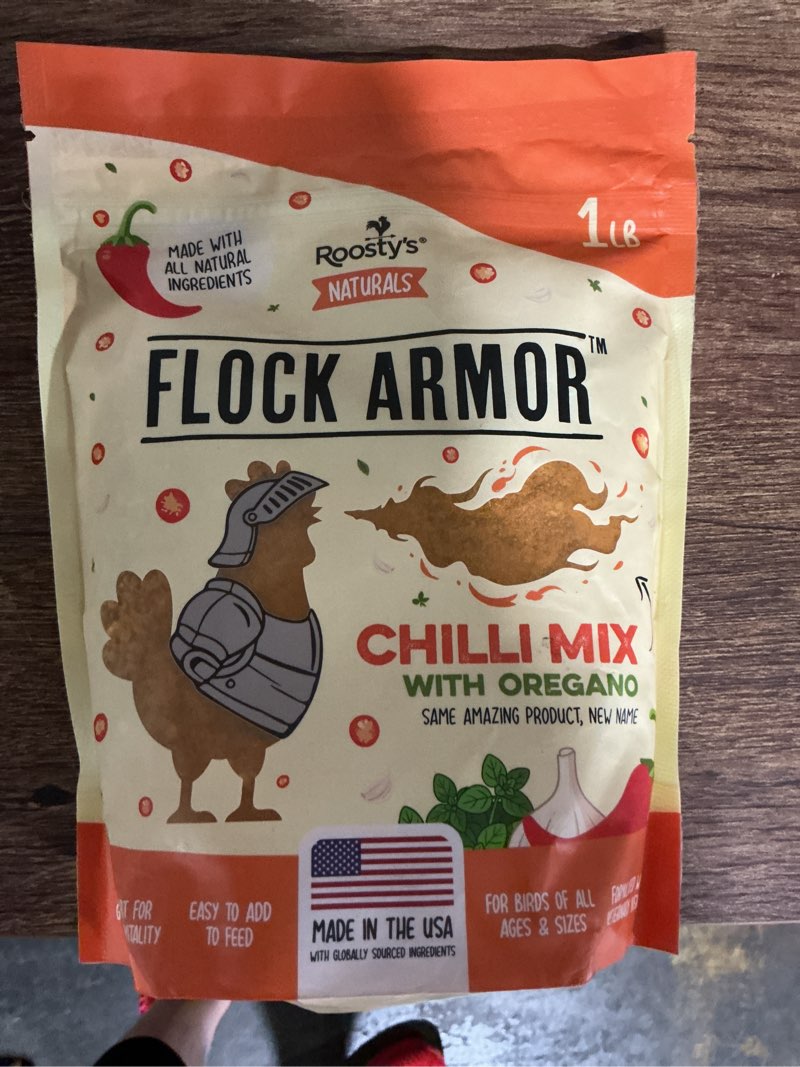 1LB
MADE WITH
ALL NATURAL
INGREDIENTS
Roosty's®
NATURALS
FLOCK ARMOR™
CHILLI MIX
WITH OREGANO
SAME AMAZING PRODUCT, NEW NAME
FOR
EASY TO ADD
TO FEED
MADE IN THE USA
WITH GLOBALLY SOURCED INGREDIENTS
FOR BIRDS OF ALL
AGES & SIZES